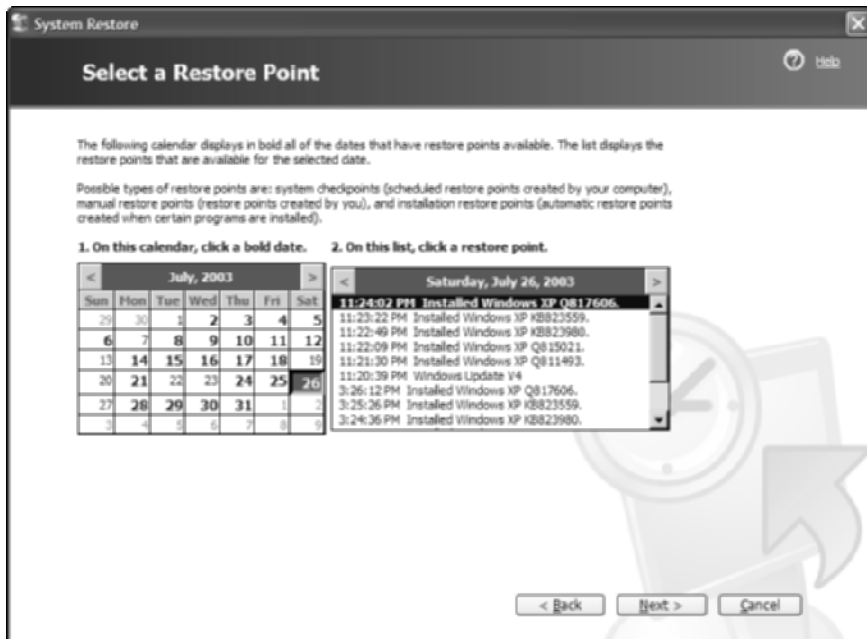 System Restore
Select a Restore Point
Help
The following calendar displays in bold all of the dates that have restore points available. The list displays the
restore points that are available for the selected date.
Possible types of restore points are: system checkpoints (scheduled restore points created by your computer),
manual restore points (restore points created by you), and installation restore points (automatic restore points
created when certain programs are installed).
1. On this calendar, click a bold date.
2. On this list, click a restore point.
< July, 2003 >
Sun Mon Tue Wed Thu Fri Sat
29 30 1 2 3 4 5
6 7 8 9 10 11 12
13 14 15 16 17 18 19
20 21 22 23 24 25 26
27 28 29 30 31 1 2
3 4 5 6 7 8 9
< Saturday, July 26, 2003 >
11:24:02 PM Installed Windows XP Q817606.
11:23:22 PM Installed Windows XP KB823559.
11:22:49 PM Installed Windows XP KB823980.
11:22:09 PM Installed Windows XP Q815021.
11:21:30 PM Installed Windows XP Q811493.
11:20:39 PM Windows Update V4
3:26:12 PM Installed Windows XP Q817606.
3:25:26 PM Installed Windows XP KB823559.
3:24:36 PM Installed Windows XP KB823980.
< Back
Next >
Cancel